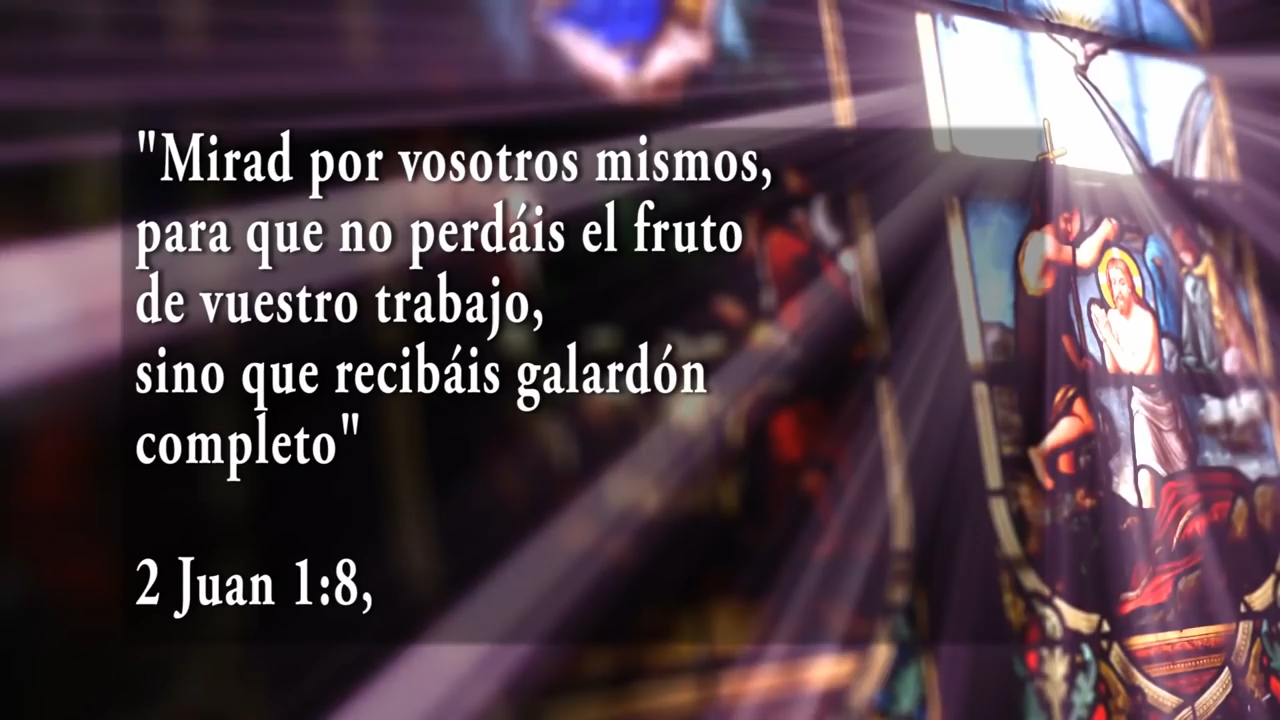 "Mirad por vosotros mismos,
para que no perdáis el fruto
de vuestro trabajo,
sino que recibáis galardón
completo"
2 Juan 1:8,